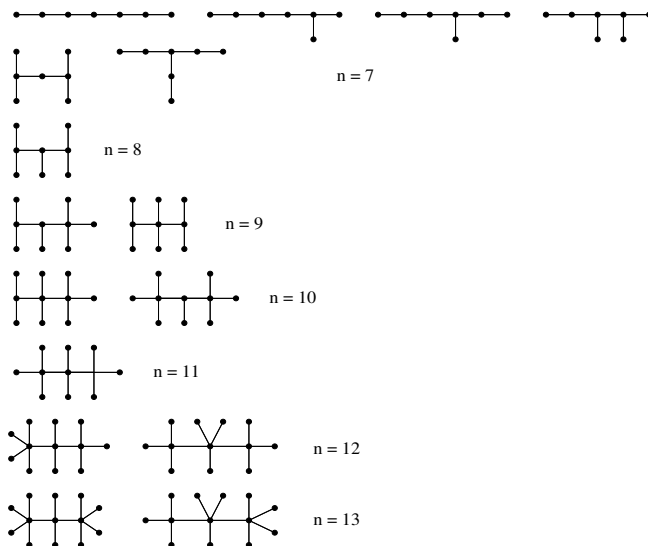 n = 7
n = 8
n = 9
n = 10
n = 11
n = 12
n = 13